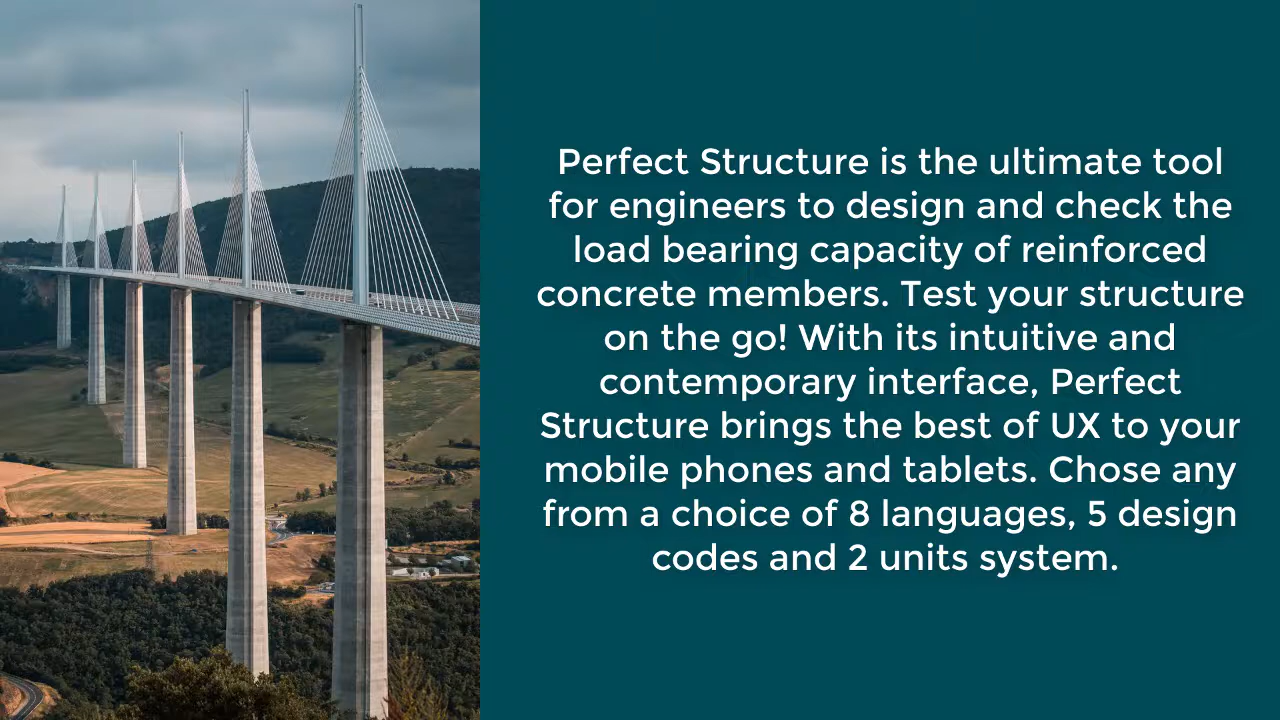 Perfect Structure is the ultimate tool
for engineers to design and check the
load bearing capacity of reinforced
concrete members. Test your structure
on the go! With its intuitive and
contemporary interface, Perfect
Structure brings the best of UX to your
mobile phones and tablets. Chose any
from a choice of 8 languages, 5 design
codes and 2 units system.